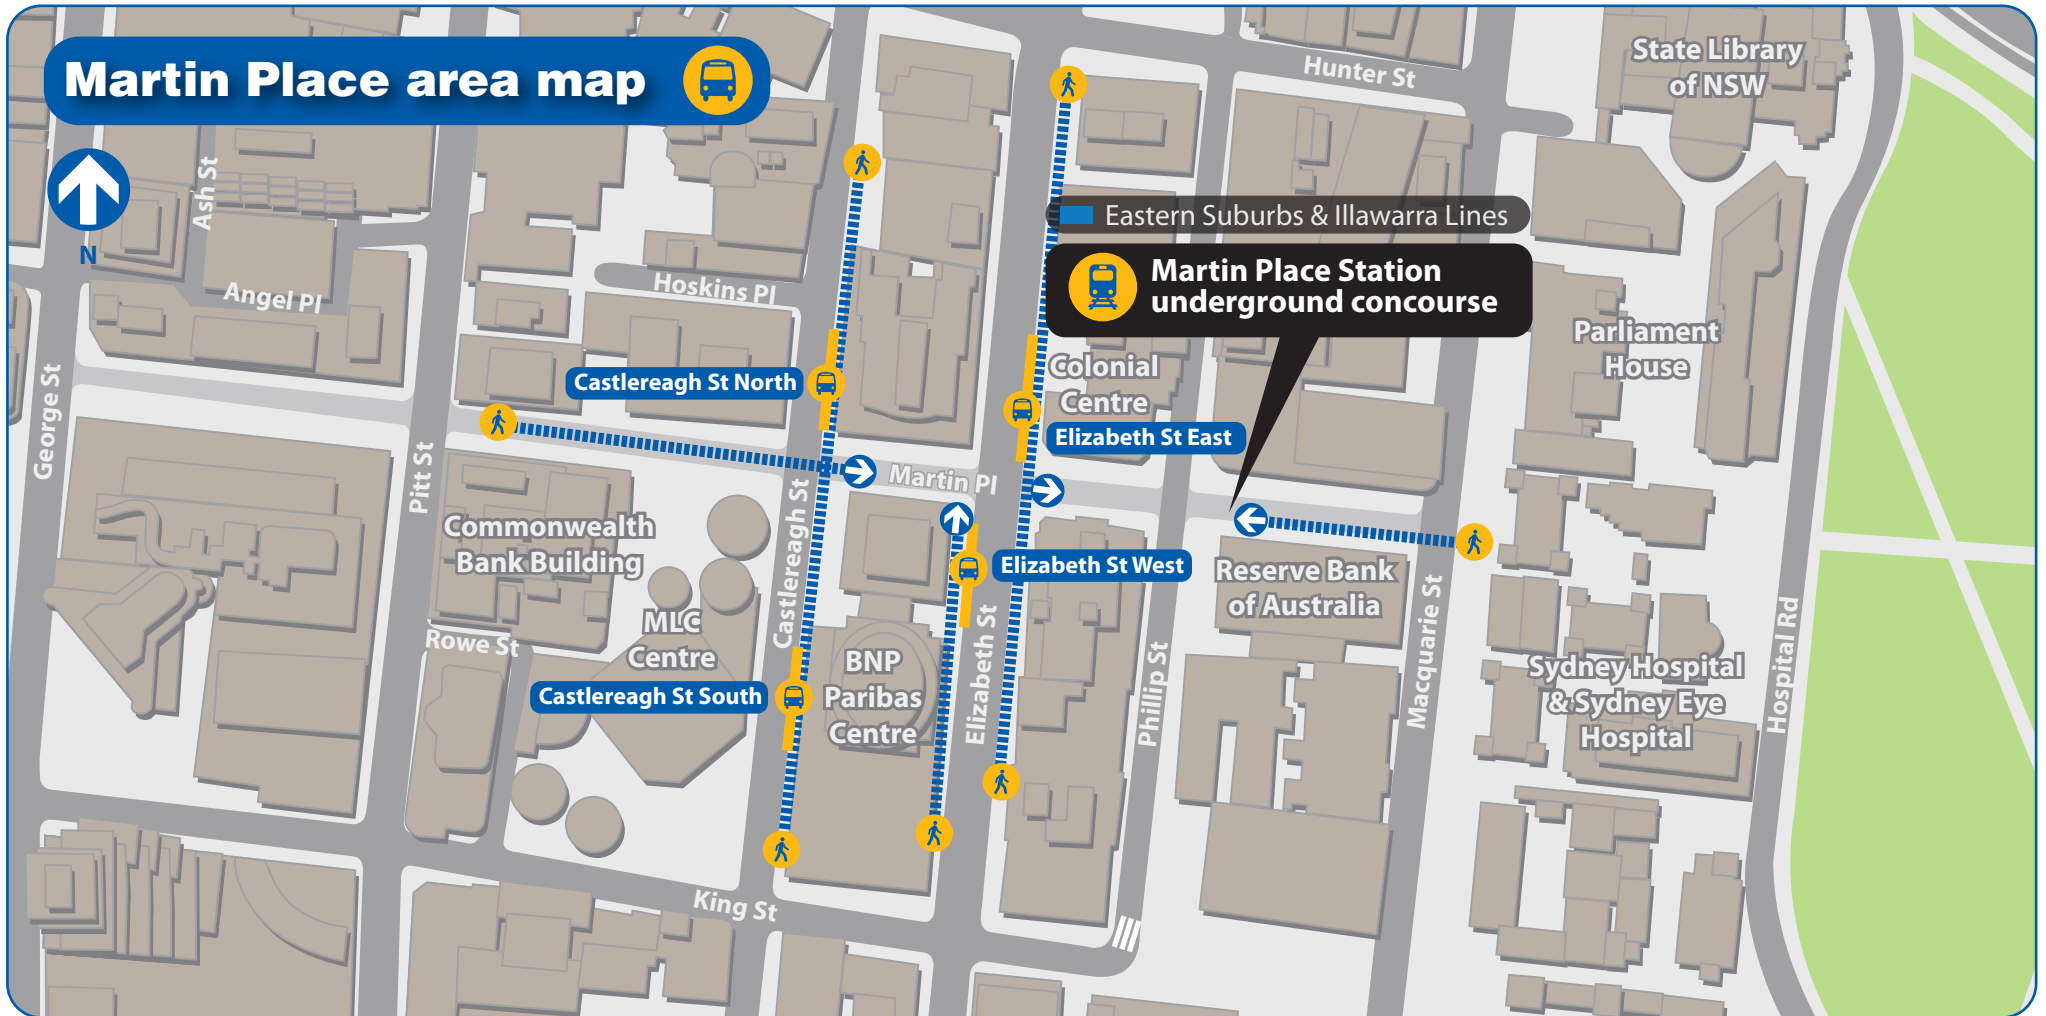 Martin Place area map
Hunter St
State Library
of NSW
N
Ash St
Eastern Suburbs & Illawarra Lines
Martin Place Station
underground concourse
Angel Pl
Hoskins Pl
Parliament
House
George St
Castlereagh St North
Colonial
Centre
Elizabeth St East
Pitt St
Martin Pl
Commonwealth
Bank Building
Castlereagh St
Elizabeth St West
Reserve Bank
of Australia
Rowe St
MLC
Centre
Elizabeth St
Phillip St
Macquarie St
Hospital Rd
Castlereagh St South
BNP
Paribas
Centre
Sydney Hospital
& Sydney Eye
Hospital
King St